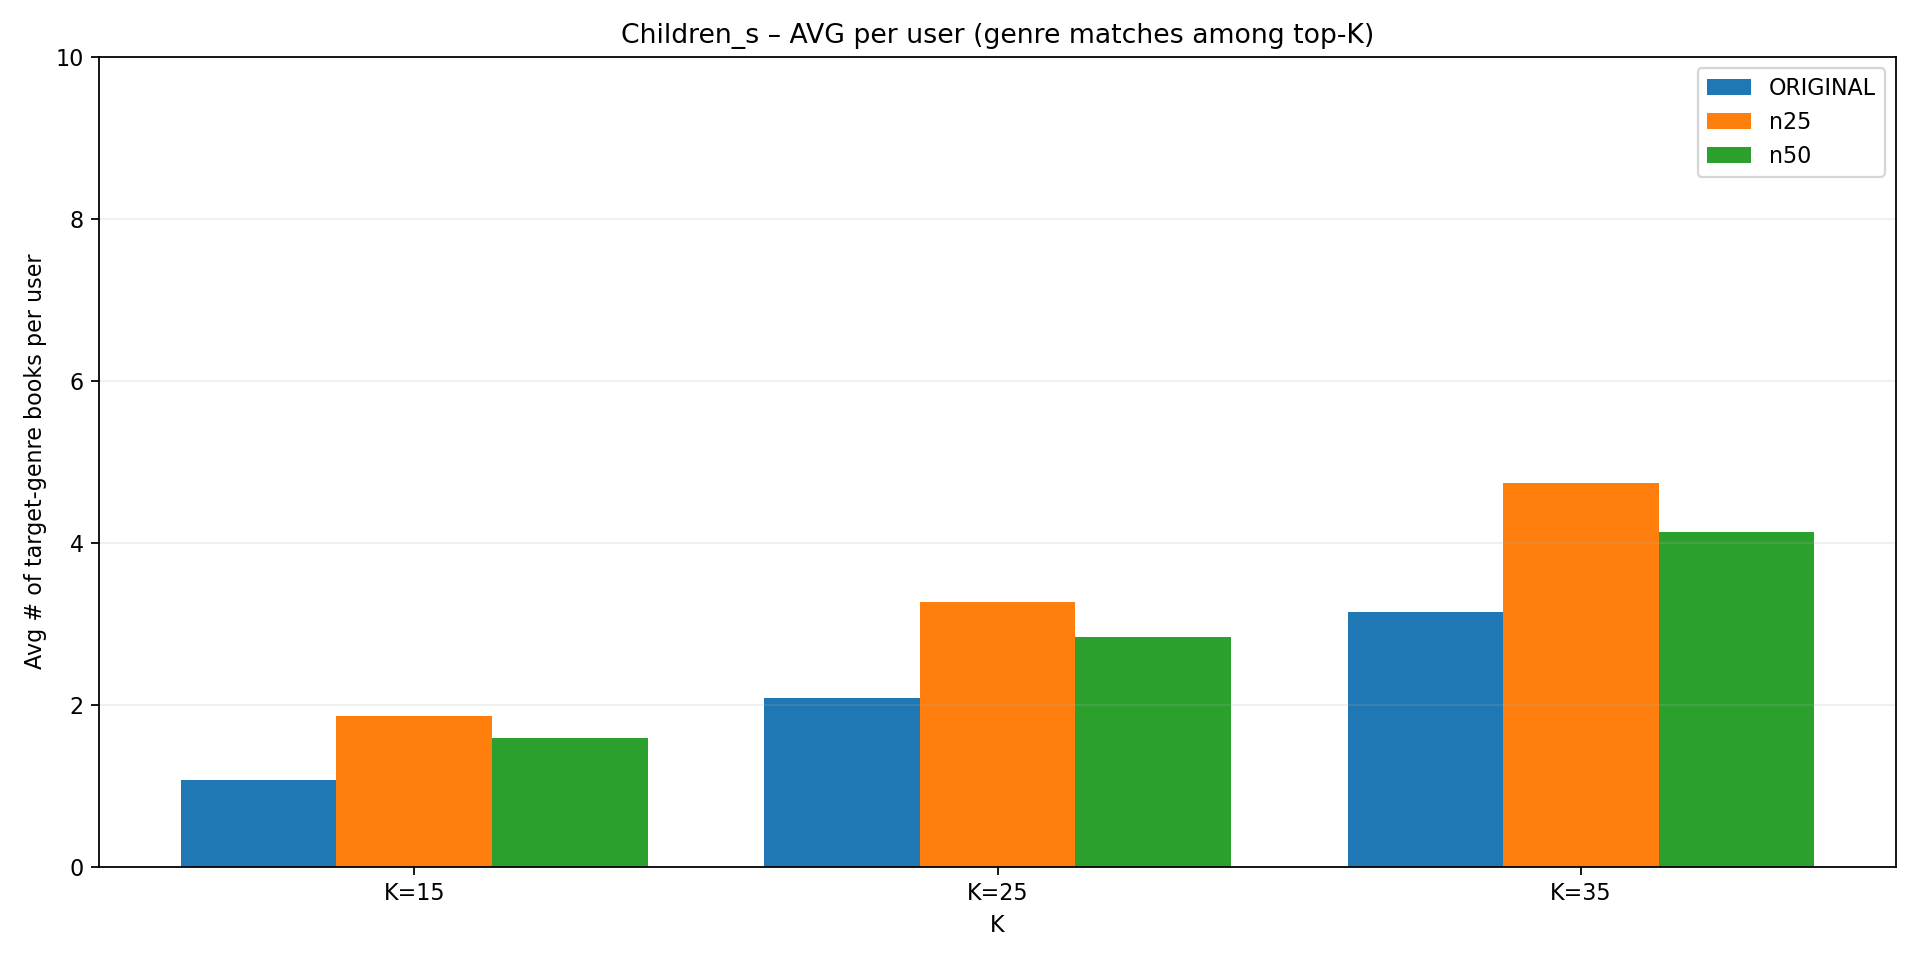 Children_s – AVG per user (genre matches among top-K)
Avg # of target-genre books per user
10
8
6
4
2
0
ORIGINAL
n25
n50
K=15
K=25
K=35
K